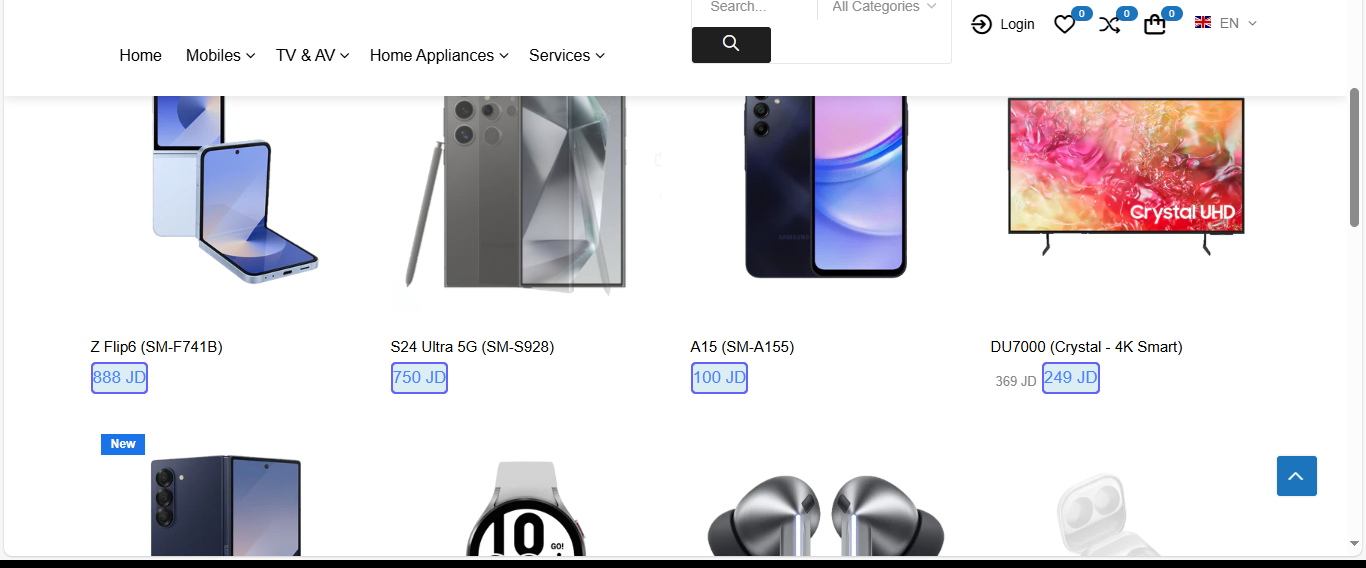 Search...
All Categories
0
0
0
Login
EN
Home
Mobiles
TV & AV
Home Appliances
Services
Crystal UHD
Z Flip6 (SM-F741B)
S24 Ultra 5G (SM-S928)
A15 (SM-A155)
DU7000 (Crystal - 4K Smart)
888 JD
750 JD
100 JD
369 JD 249 JD
New
10
GO!